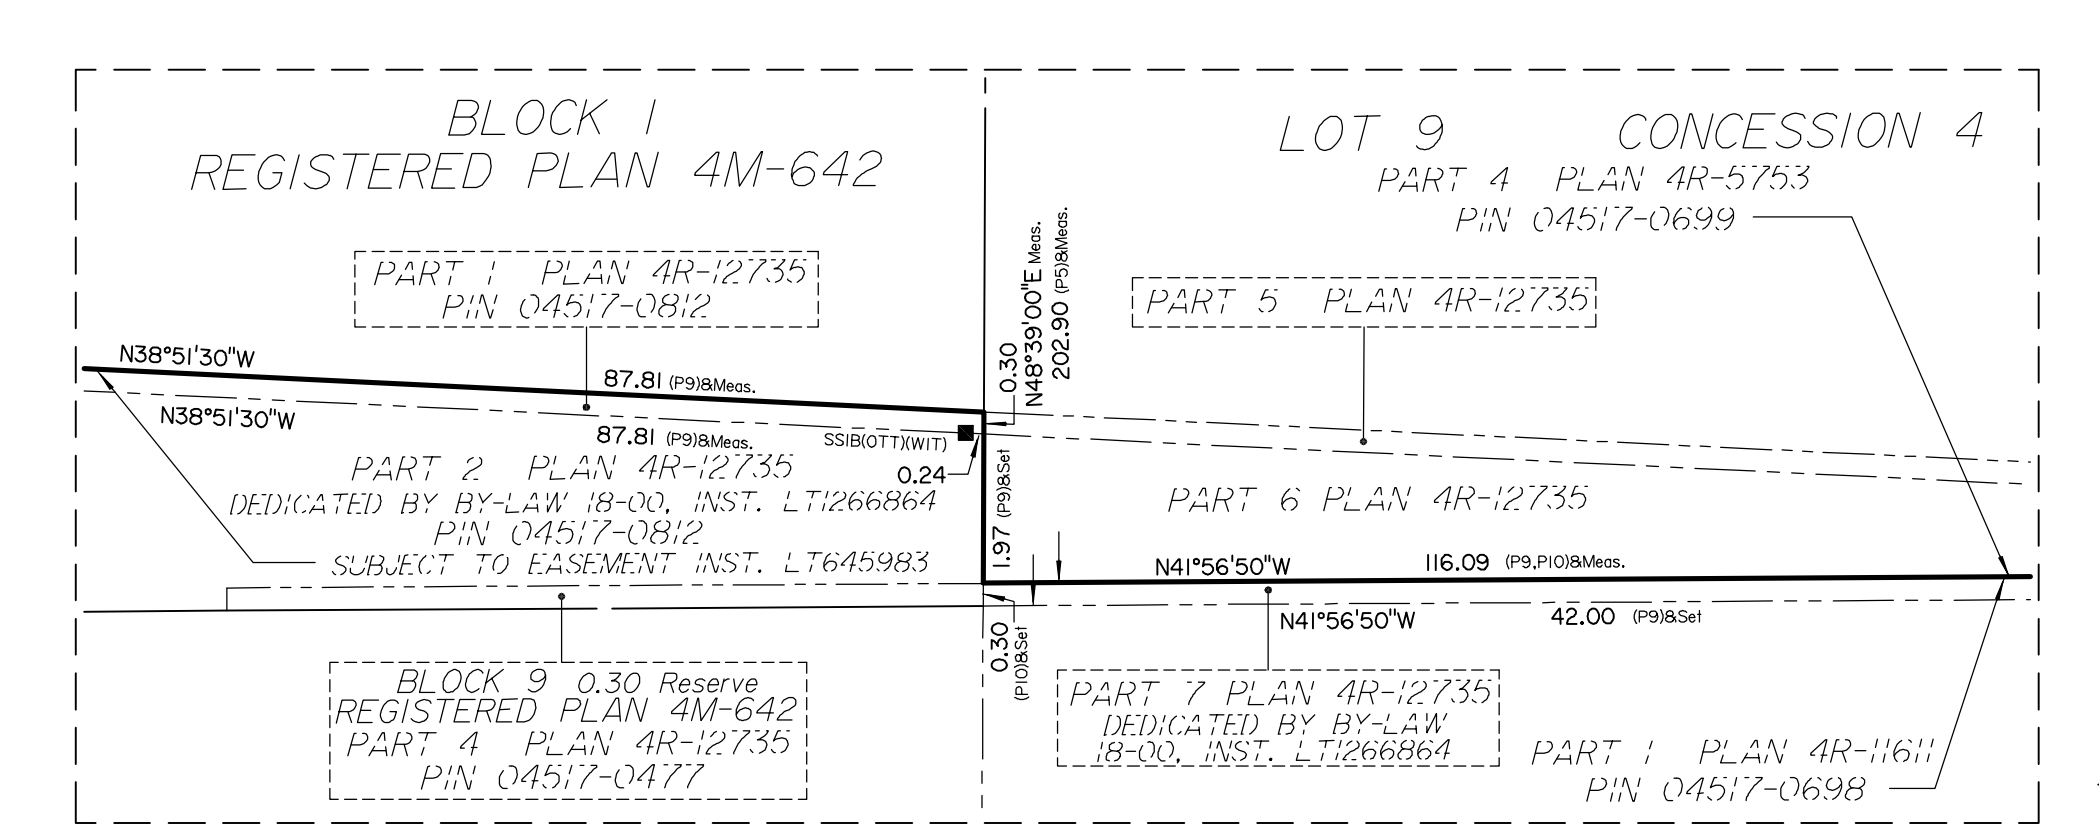 BLOCK 1
REGISTERED PLAN 4M-642
LOT 9 CONCESSION 4
PART 4 PLAN 4R-5753
PIN 04517-0699
PART 1 PLAN 4R-12735
PIN 04517-0812
PART 5 PLAN 4R-12735
0.30
N48°39'00"E Meas.
202.90 (P5)&Meas.
N38°51'30"W
87.81 (P9)&Meas.
N38°51'30"W
87.81 (P9)&Meas.
SSIB(OTT)(WIT)
0.24
PART 2 PLAN 4R-12735
DEDICATED BY BY-LAW 18-00, INST. LT1266864
PIN 04517-0812
SUBJECT TO EASEMENT INST. LT645983
1.97 (P9)&Set
PART 6 PLAN 4R-12735
N41°56'50"W
116.09 (P9,P10)&Meas.
N41°56'50"W
42.00 (P9)&Set
0.30
(P10)&Set
BLOCK 9 0.30 Reserve
REGISTERED PLAN 4M-642
PART 4 PLAN 4R-12735
PIN 04517-0477
PART 7 PLAN 4R-12735
DEDICATED BY BY-LAW
18-00, INST. LT1266864
PART 1 PLAN 4R-11611
PIN 04517-0698